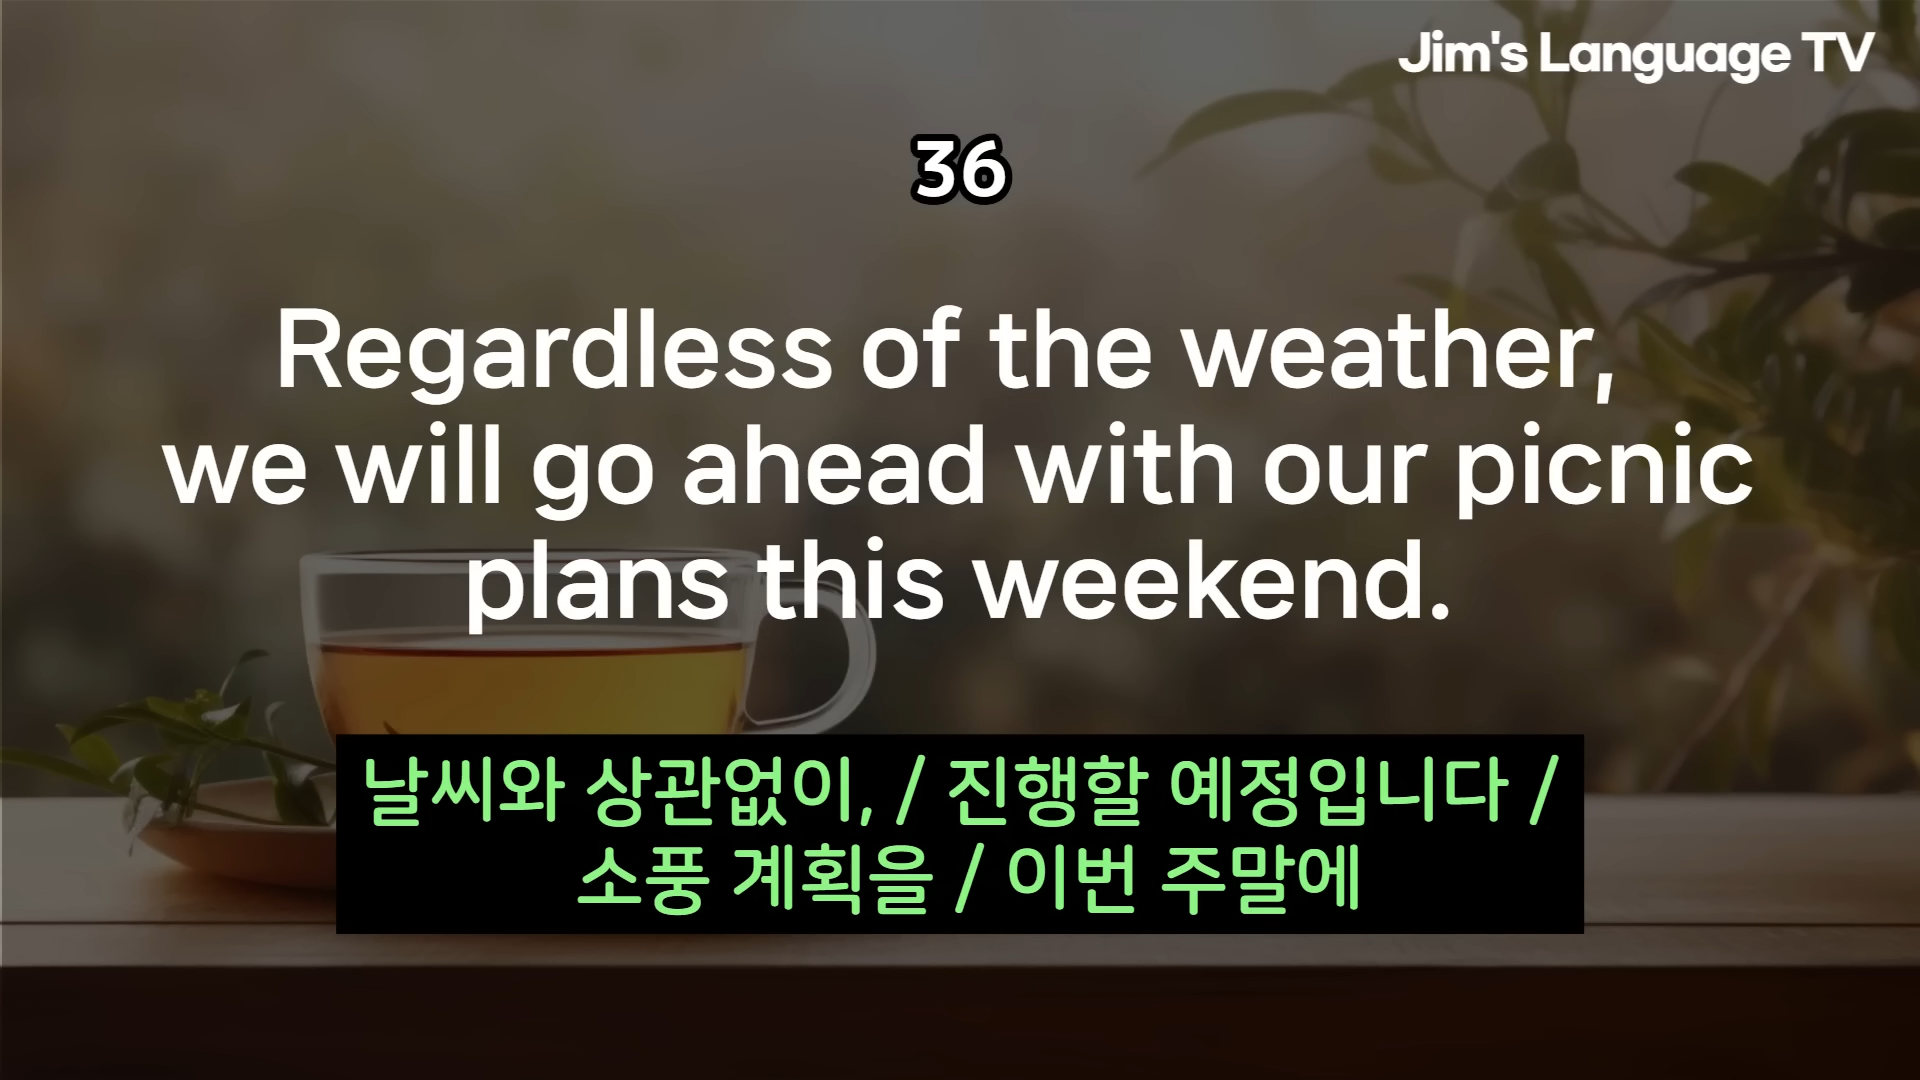 Jim's Language TV
36
Regardless of the weather,
we will go ahead with our picnic
plans this weekend.
날씨와 상관없이, / 진행할 예정입니다 /
소풍 계획을 / 이번 주말에